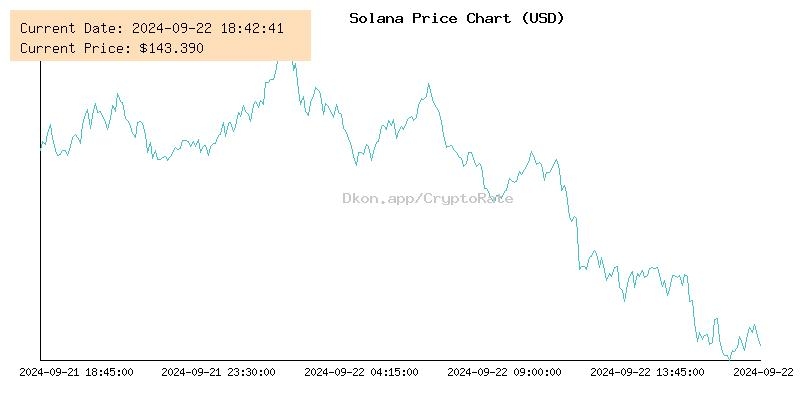 Solana Price Chart (USD)
Current Date: 2024-09-22 18:42:41
Current Price: $143.390
Dkon.app/CryptoRate
2024-09-21 18:45:00 2024-09-21 23:30:00 2024-09-22 04:15:00 2024-09-22 09:00:00 2024-09-22 13:45:00 2024-09-22